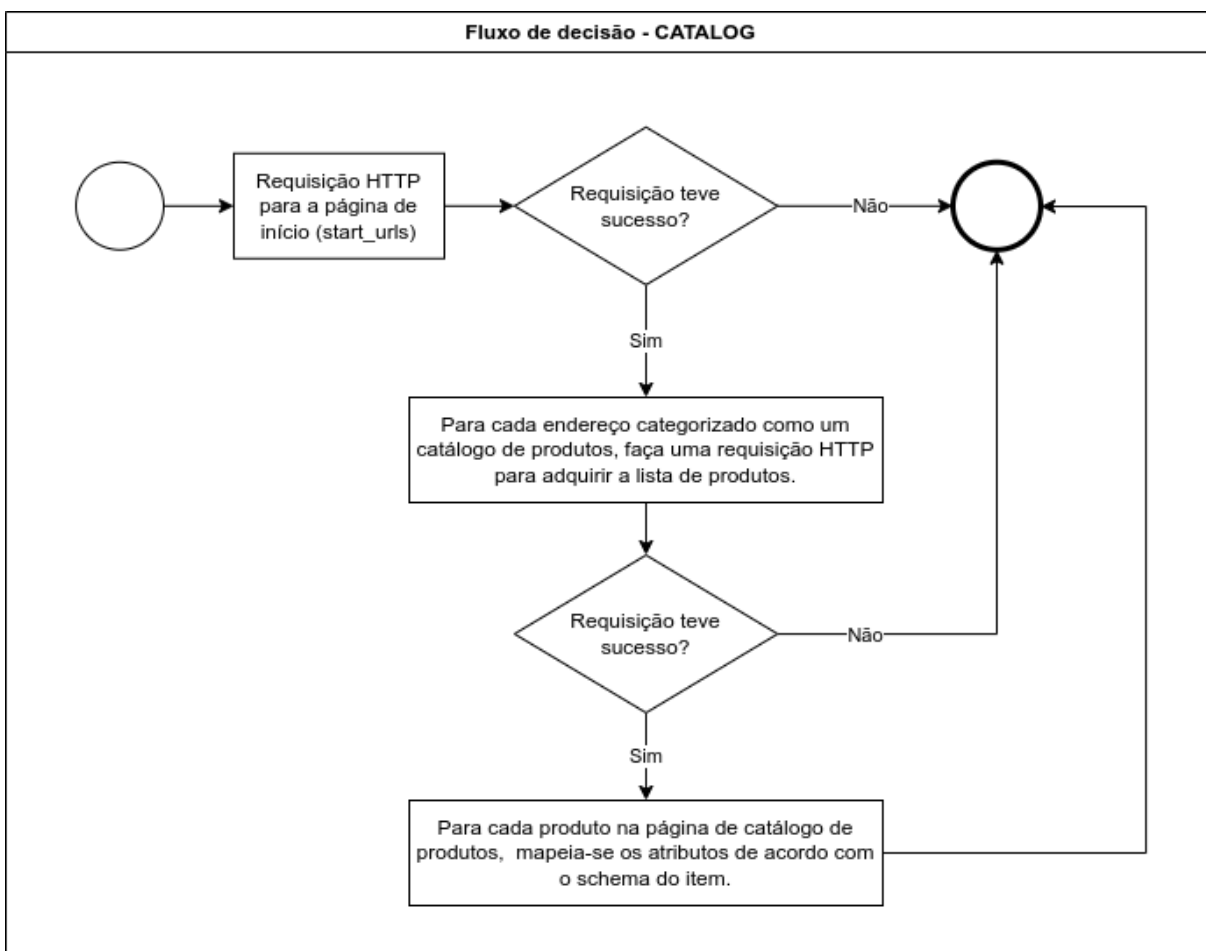 Fluxo de decisão - CATALOG
Requisição HTTP
para a página de
início (start_urls)
Requisição teve
sucesso?
Não
Sim
Para cada endereço categorizado como um
catálogo de produtos, faça uma requisição HTTP
para adquirir a lista de produtos.
Requisição teve
sucesso?
Não
Sim
Para cada produto na página de catálogo de
produtos,  mapeia-se os atributos de acordo com
o schema do item.